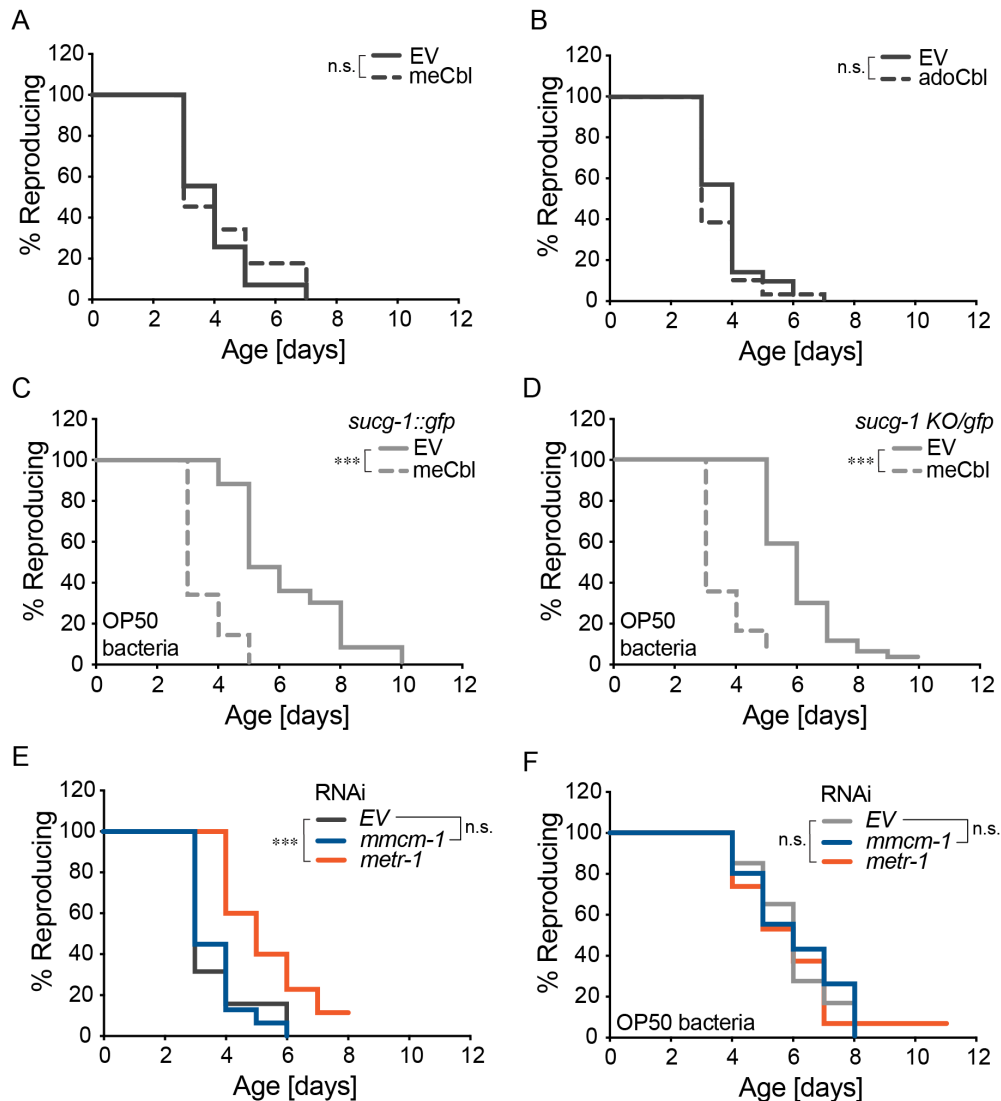 A
120
100
80
60
40
20
0
% Reproducing
0 2 4 6 8 10 12
Age [days]
n.s.
EV
meCbl
B
120
100
80
60
40
20
0
% Reproducing
0 2 4 6 8 10 12
Age [days]
n.s.
EV
adoCbl
C
120
100
80
60
40
20
0
% Reproducing
0 2 4 6 8 10 12
Age [days]
sucg-1::gfp
***
EV
meCbl
OP50
bacteria
D
120
100
80
60
40
20
0
% Reproducing
0 2 4 6 8 10 12
Age [days]
sucg-1 KO/gfp
***
EV
meCbl
OP50
bacteria
E
120
100
80
60
40
20
0
% Reproducing
0 2 4 6 8 10 12
Age [days]
RNAi
***
EV
mmcm-1
metr-1
n.s.
F
120
100
80
60
40
20
0
% Reproducing
0 2 4 6 8 10 12
Age [days]
RNAi
n.s.
EV
mmcm-1
metr-1
n.s.
OP50 bacteria